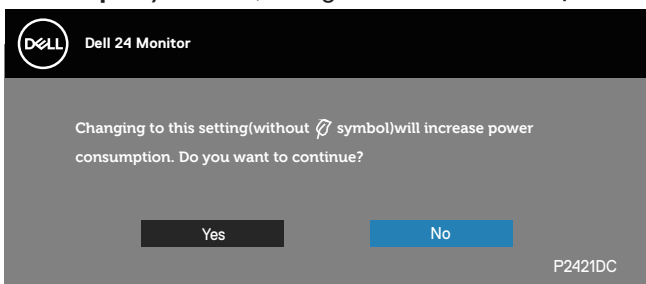 DELL
Dell 24 Monitor
Changing to this setting(without symbol)will increase power
consumption. Do you want to continue?
Yes
No
P2421DC